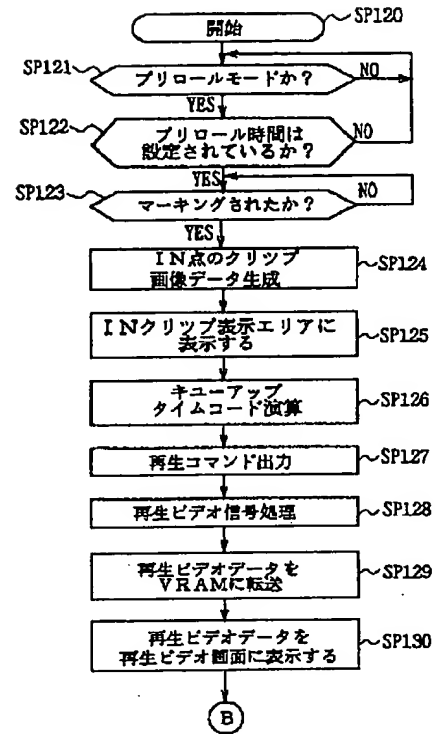 開始
SP120
SP121
プリロールモードか？
NO
YES
SP122
プリロール時間は
設定されているか？
NO
YES
SP123
マーキングされたか？
NO
YES
ＩＮ点のクリップ
画像データ生成
SP124
ＩＮクリップ表示エリアに
表示する
SP125
キューアップ
タイムコード演算
SP126
再生コマンド出力
SP127
再生ビデオ信号処理
SP128
再生ビデオデータを
ＶＲＡＭに転送
SP129
再生ビデオデータを
再生ビデオ画面に表示する
SP130
B